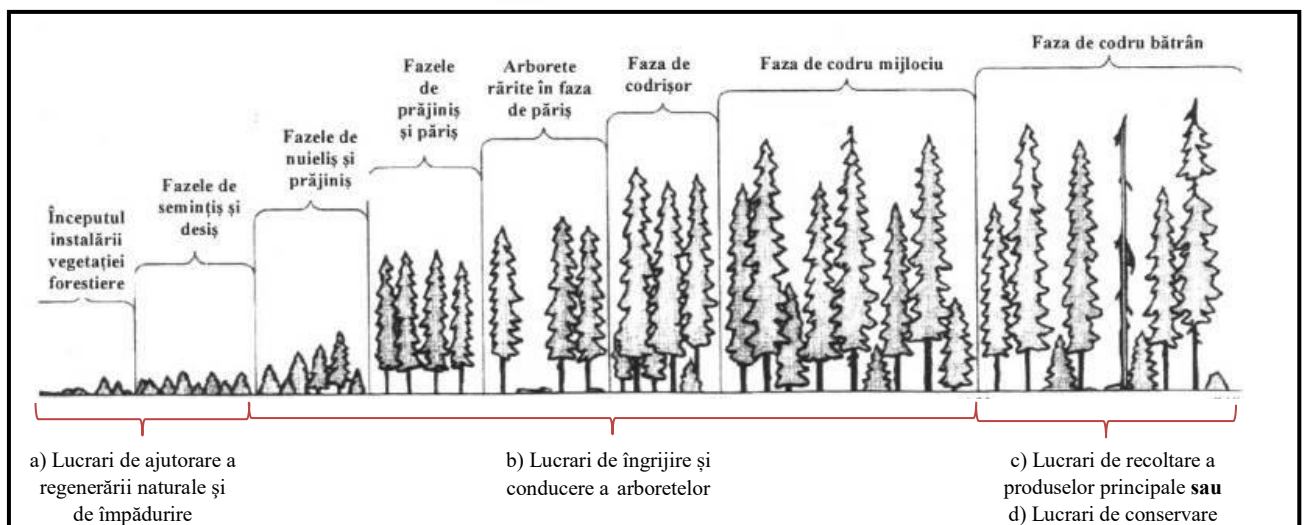 Începutul
instalării
vegetației
forestiere
Fazele de
semințiș și
desiș
Fazele de
nuieliș și
prăjiniș
Fazele
de
prăjiniș
și păriș
Arborete
rărite în faza
de păriș
Faza de
codrișor
Faza de codru mijlociu
Faza de codru bătrân
a) Lucrari de ajutorare a
regenerării naturale și
de împădurire
b) Lucrari de îngrijire și
conducere a arboretelor
c) Lucrari de recoltare a
produselor principale sau
d) Lucrari de conservare